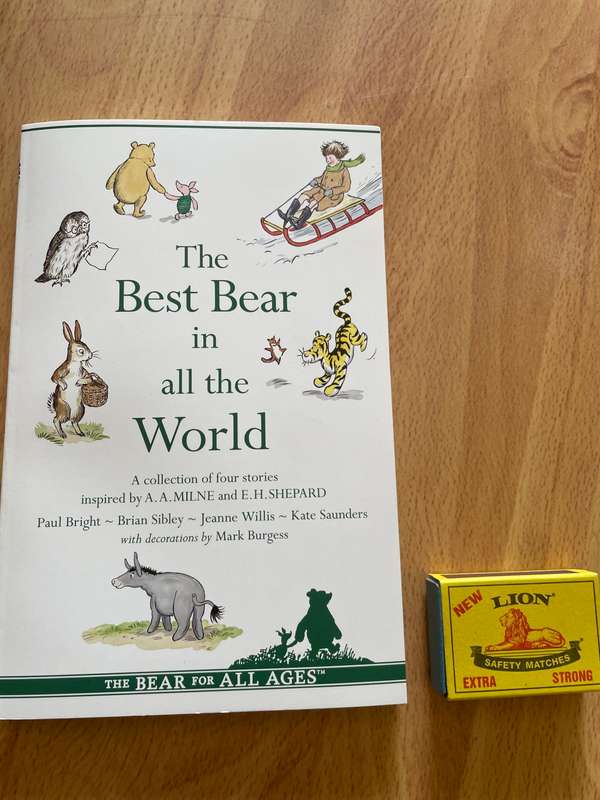 The
Best Bear
in
all the
World
A collection of four stories
inspired by A. A. MILNE and E. H. SHEPARD
Paul Bright ~ Brian Sibley ~ Jeanne Willis ~ Kate Saunders
with decorations by Mark Burgess
THE BEAR FOR ALL AGES™
NEW
LION®
SAFETY MATCHES
EXTRA STRONG